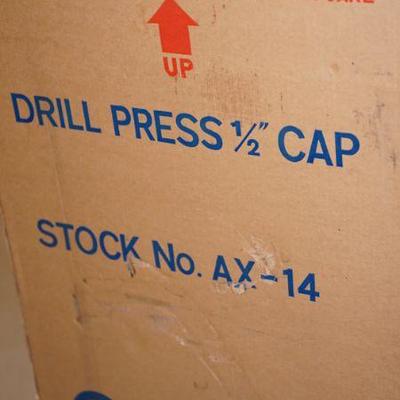 UP
DRILL PRESS ½" CAP
STOCK No. AX-14